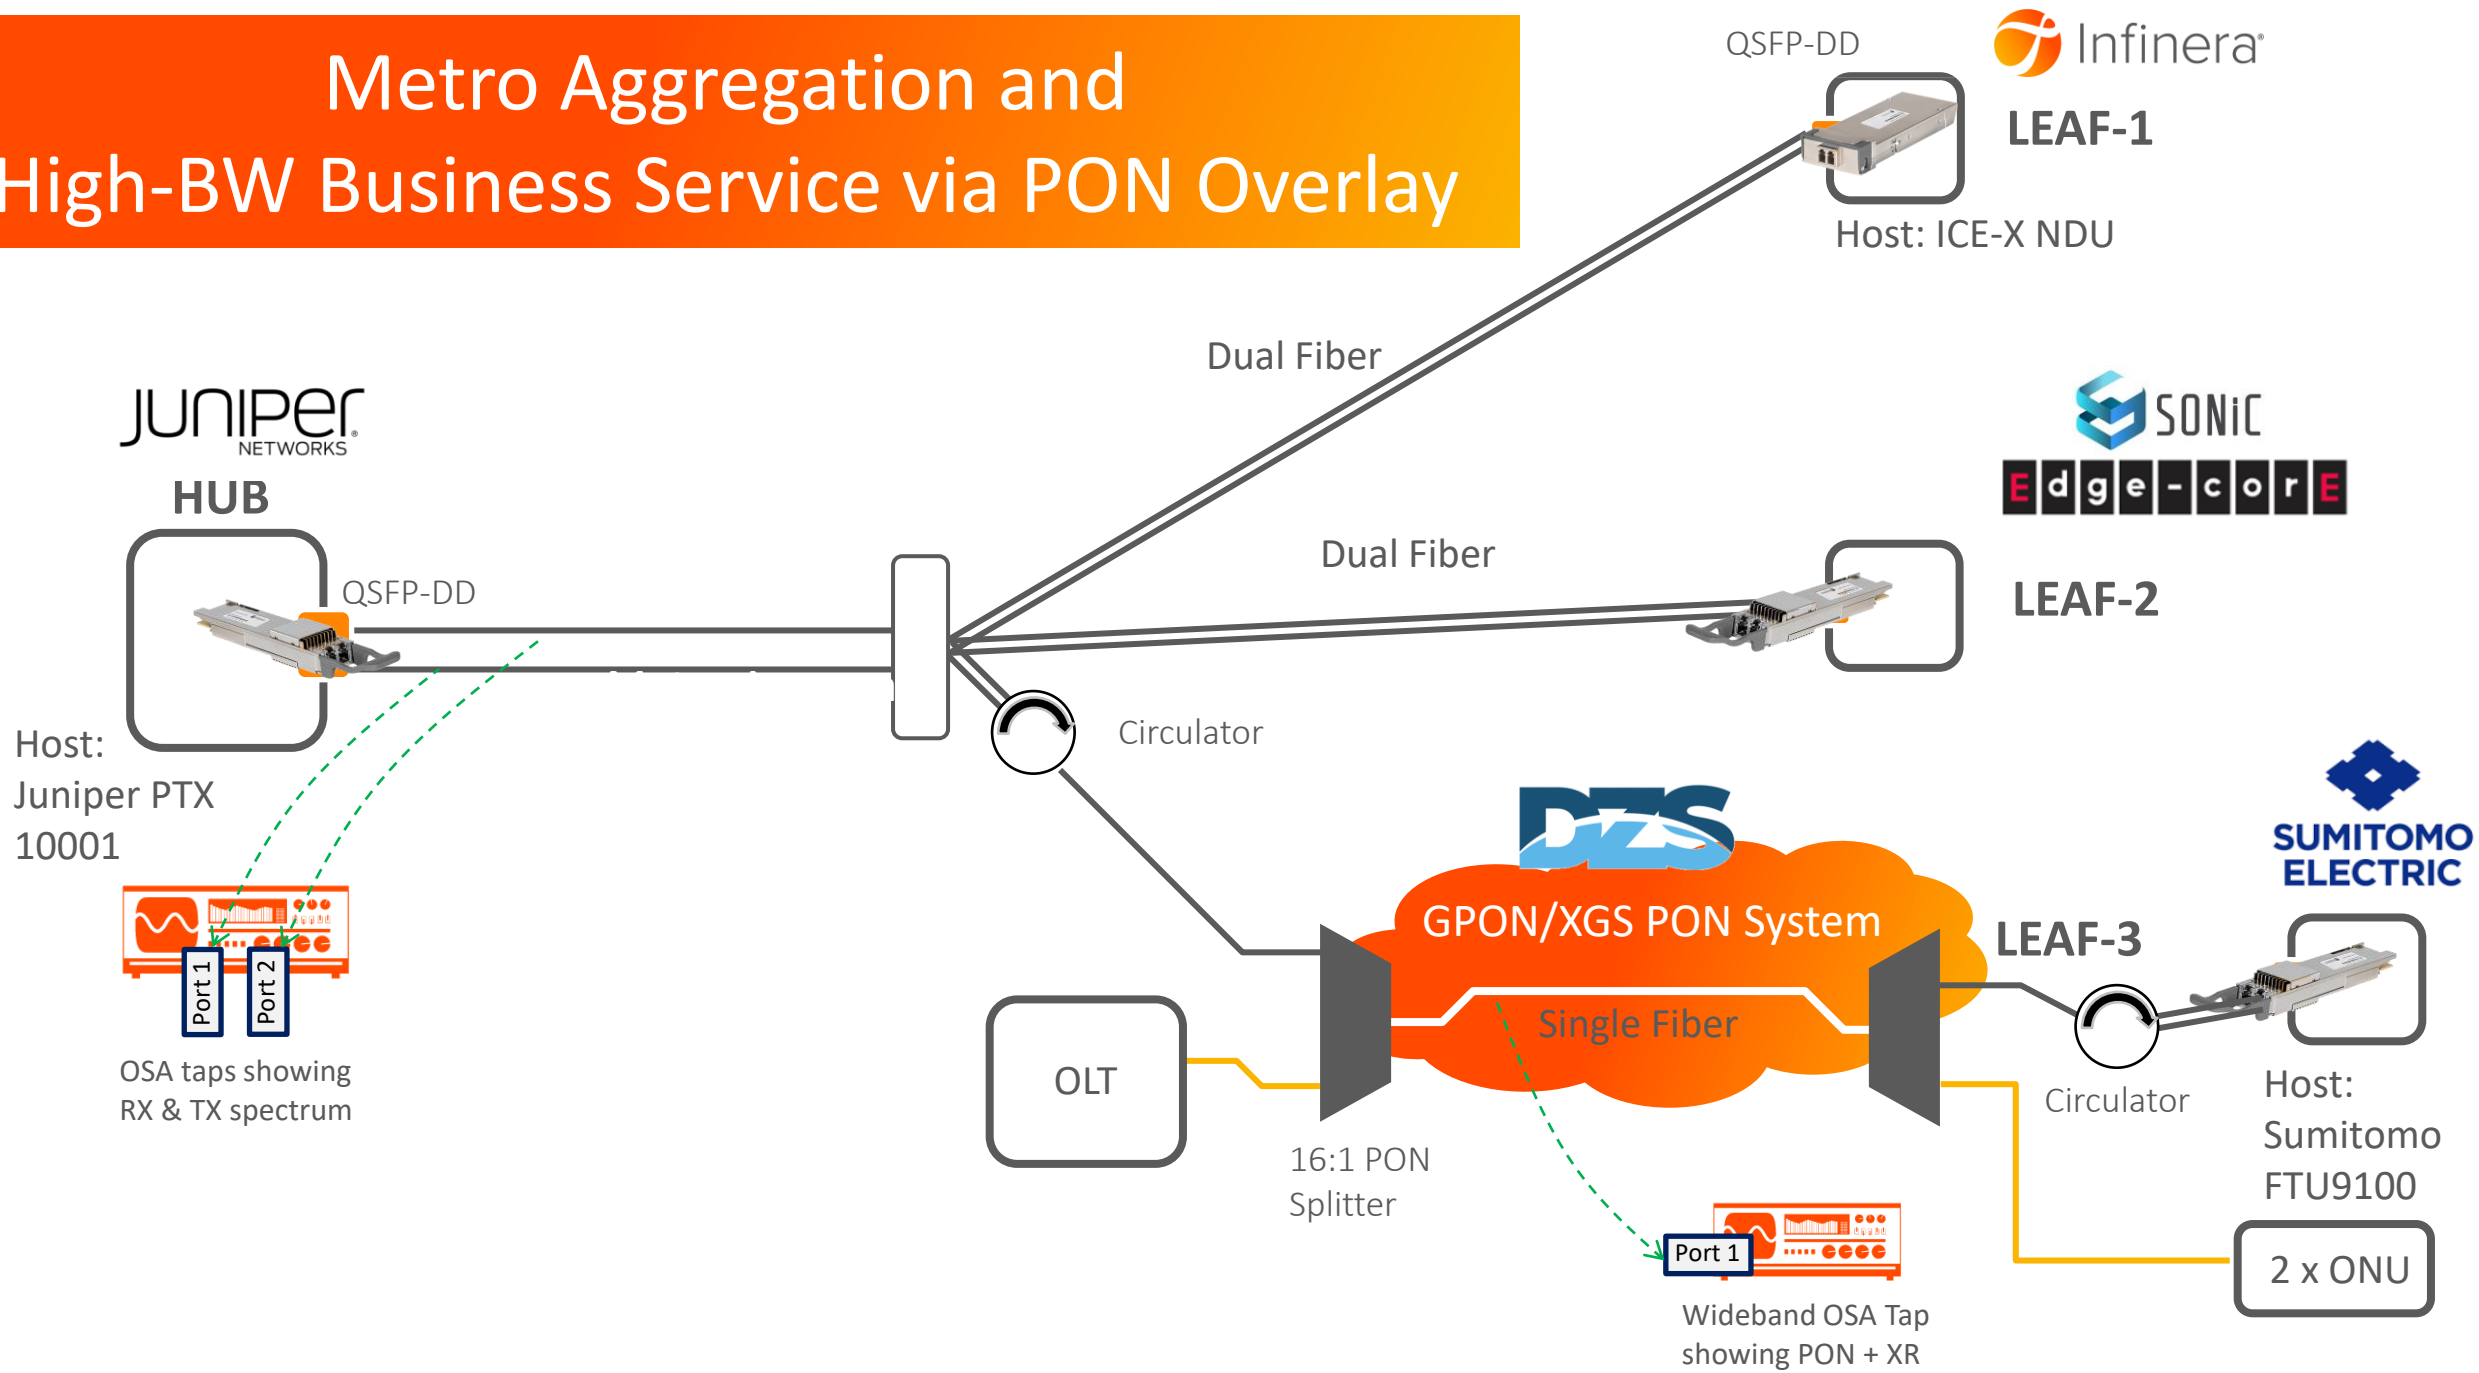 Metro Aggregation and
High-BW Business Service via PON Overlay
QSFP-DD
Infinera
LEAF-1
Host: ICE-X NDU
Dual Fiber
JUNIPER
NETWORKS
HUB
QSFP-DD
Host:
Juniper PTX
10001
Port 1
Port 2
OSA taps showing
RX & TX spectrum
Dual Fiber
SONiC
Edge-corE
LEAF-2
Circulator
DZS
GPON/XGS PON System
Single Fiber
OLT
16:1 PON
Splitter
Port 1
Wideband OSA Tap
showing PON + XR
SUMITOMO
ELECTRIC
LEAF-3
Circulator
Host:
Sumitomo
FTU9100
2 x ONU